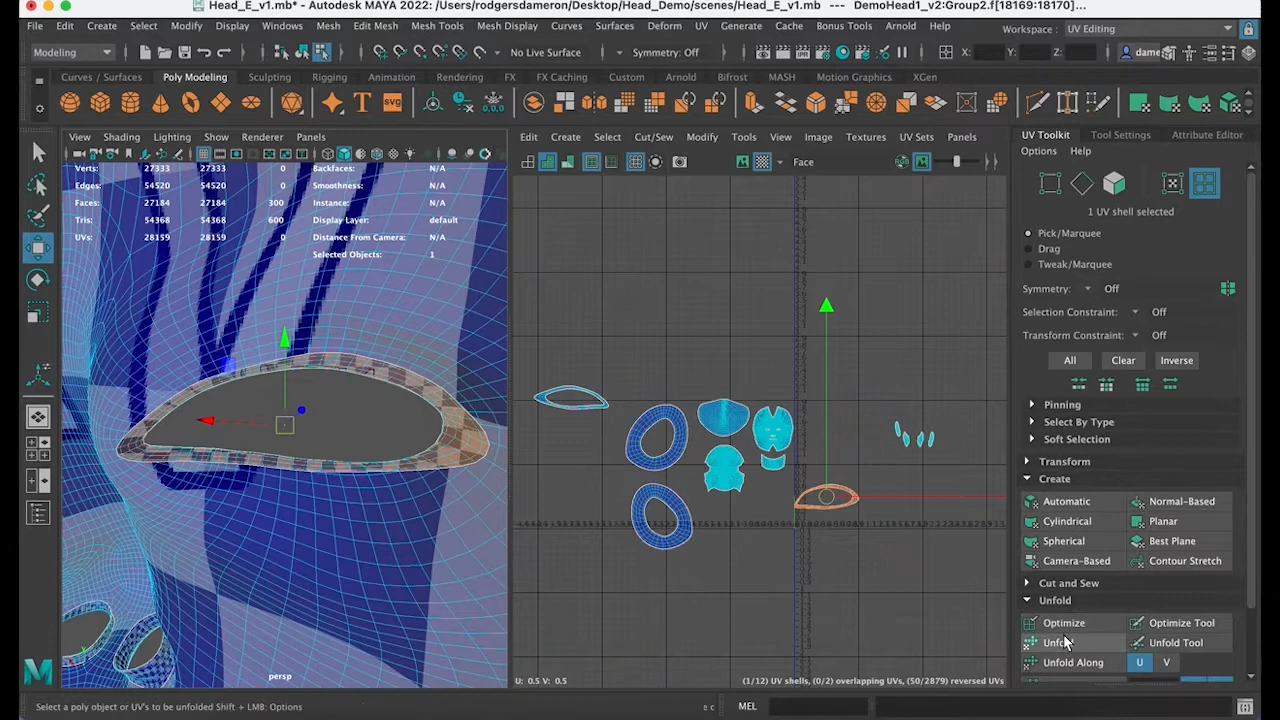 Head_E_v1.mb* - Autodesk MAYA 2022: /Users/rodgersdameron/Desktop/Head_Demo/scenes/Head_E_v1.mb --- DemoHead1_v2:Group2.f[18169:18170]...
File Edit Create Select Modify Display Windows Mesh Edit Mesh Mesh Tools Mesh Display Curves Surfaces Deform UV Generate Cache Bonus Tools Arnold Help Workspace : UV Editing
Modeling No Live Surface Symmetry: Off X: Y: Z: dame
Curves / Surfaces Poly Modeling Sculpting Rigging Animation Rendering FX FX Caching Custom Arnold Bifrost MASH Motion Graphics XGen
View Shading Lighting Show Renderer Panels
Edit Create Select Cut/Sew Modify Tools View Image Textures UV Sets Panels
UV Toolkit Tool Settings Attribute Editor
Options Help
Face
Verts: 27333 27333 0 Backfaces: N/A
Edges: 54520 54520 0 Smoothness: N/A
Faces: 27184 27184 300 Instance: N/A
Tris: 54368 54368 600 Display Layer: default
UVs: 28159 28159 0 Distance From Camera: N/A
Selected Objects: 1
1 UV shell selected
Pick/Marquee
Drag
Tweak/Marquee
Symmetry: Off
Selection Constraint: Off
Transform Constraint: Off
All Clear Inverse
Pinning
Select By Type
Soft Selection
Transform
Create
Automatic Normal-Based
Cylindrical Planar
Spherical Best Plane
Camera-Based Contour Stretch
Cut and Sew
Unfold
Optimize Optimize Tool
Unfold Unfold Tool
Unfold Along U V
persp
U: 0.5 V: 0.5 (1/12) UV shells, (0/2) overlapping UVs, (50/2879) reversed UVs
Select a poly object or UV's to be unfolded Shift + LMB: Options
MEL